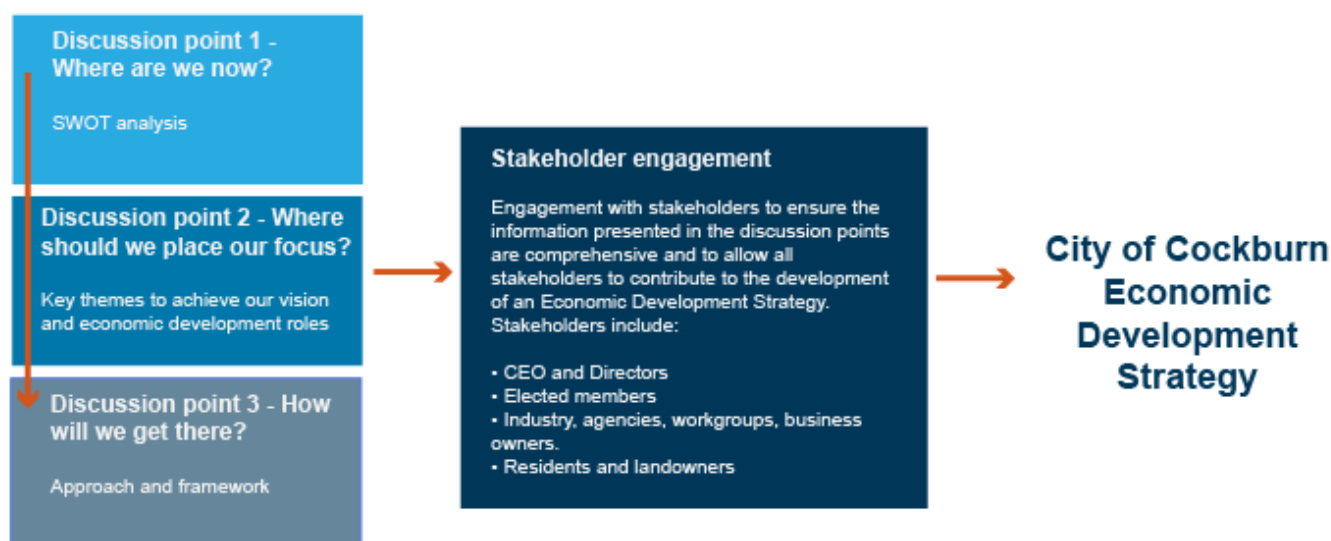 Discussion point 1 -
Where are we now?
SWOT analysis
Discussion point 2 - Where
should we place our focus?
Key themes to achieve our vision
and economic development roles
Discussion point 3 - How
will we get there?
Approach and framework
Stakeholder engagement
Engagement with stakeholders to ensure the
information presented in the discussion points
are comprehensive and to allow all
stakeholders to contribute to the development
of an Economic Development Strategy.
Stakeholders include:
• CEO and Directors
• Elected members
• Industry, agencies, workgroups, business
owners.
• Residents and landowners
City of Cockburn
Economic
Development
Strategy